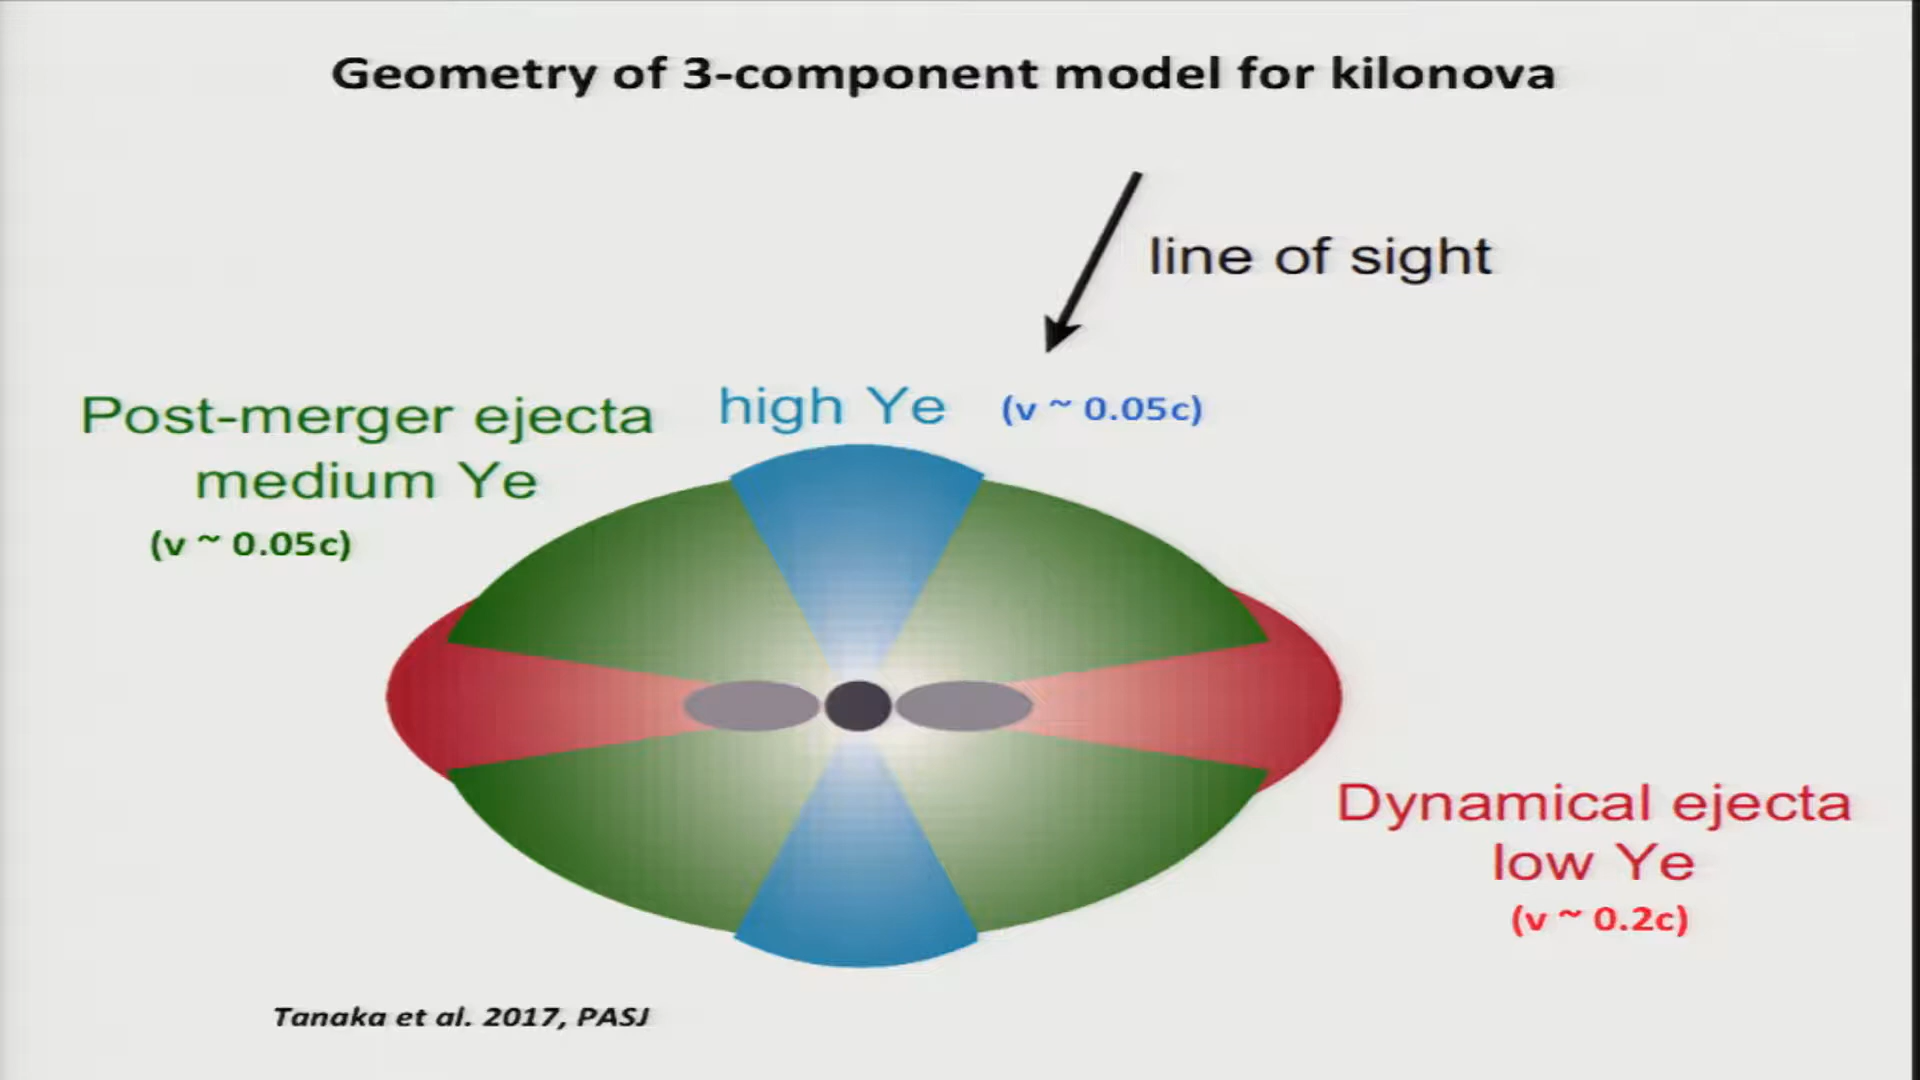 Geometry of 3-component model for kilonova
line of sight
Post-merger ejecta
medium Ye
(v ~ 0.05c)
high Ye (v ~ 0.05c)
Dynamical ejecta
low Ye
(v ~ 0.2c)
Tanaka et al. 2017, PASJ